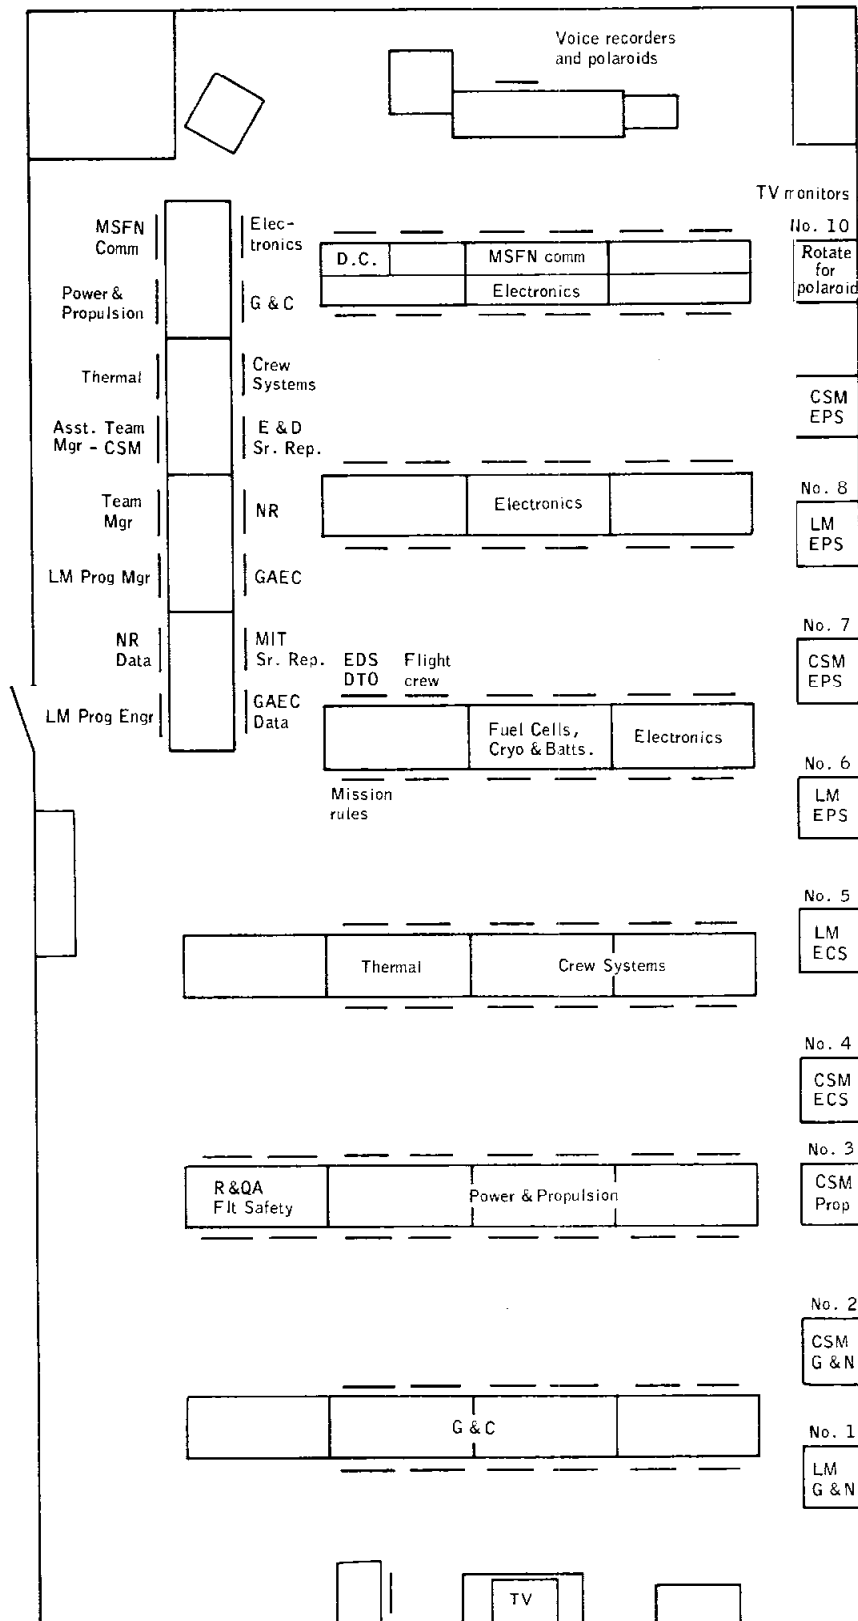 Voice recorders
and polaroids
TV monitors
MSFN
Comm
Elec-
tronics
Power &
Propulsion
G & C
Thermal
Crew
Systems
Asst. Team
Mgr - CSM
E & D
Sr. Rep.
Team
Mgr
NR
LM Prog Mgr
GAEC
NR
Data
MIT
Sr. Rep.
LM Prog Engr
GAEC
Data
D.C.
MSFN comm
Electronics
No. 10
Rotate
for
polaroid
CSM
EPS
Electronics
No. 8
LM
EPS
No. 7
CSM
EPS
EDS
DTO
Flight
crew
Fuel Cells,
Cryo & Batts.
Electronics
Mission
rules
No. 6
LM
EPS
No. 5
LM
ECS
Thermal
Crew Systems
No. 4
CSM
ECS
No. 3
CSM
Prop
R & QA
Flt Safety
Power & Propulsion
No. 2
CSM
G & N
G & C
No. 1
LM
G & N
TV